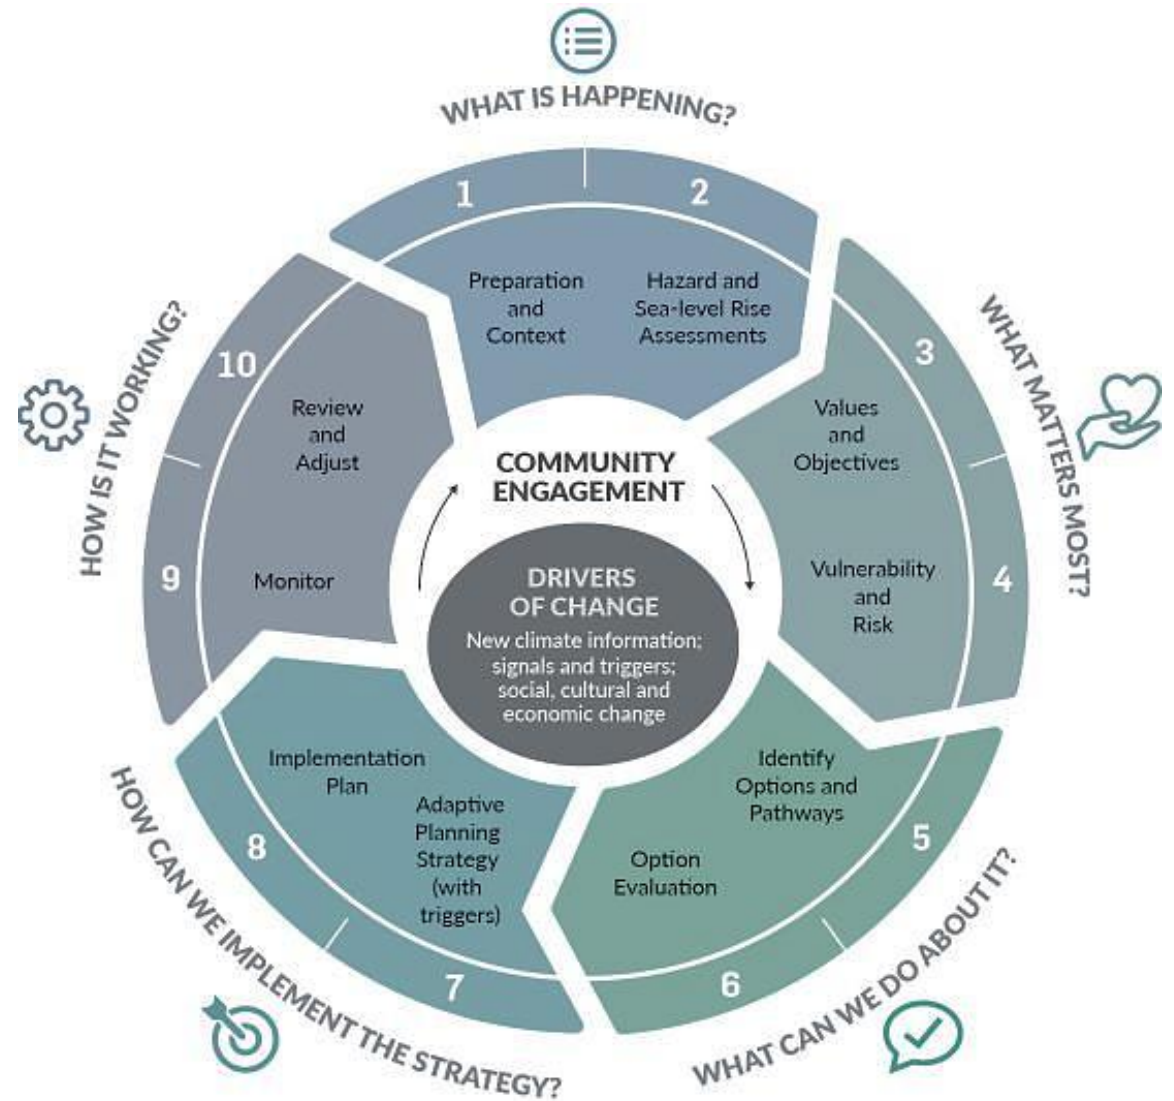 WHAT IS HAPPENING?
1
Preparation
and
Context
2
Hazard and
Sea-level Rise
Assessments
WHAT MATTERS MOST?
3
Values
and
Objectives
4
Vulnerability
and
Risk
WHAT CAN WE DO ABOUT IT?
5
Identify
Options and
Pathways
6
Option
Evaluation
HOW CAN WE IMPLEMENT THE STRATEGY?
7
Adaptive
Planning
Strategy
(with
triggers)
8
Implementation
Plan
HOW IS IT WORKING?
9
Monitor
10
Review
and
Adjust
COMMUNITY
ENGAGEMENT
DRIVERS
OF CHANGE
New climate information;
signals and triggers;
social, cultural and
economic change